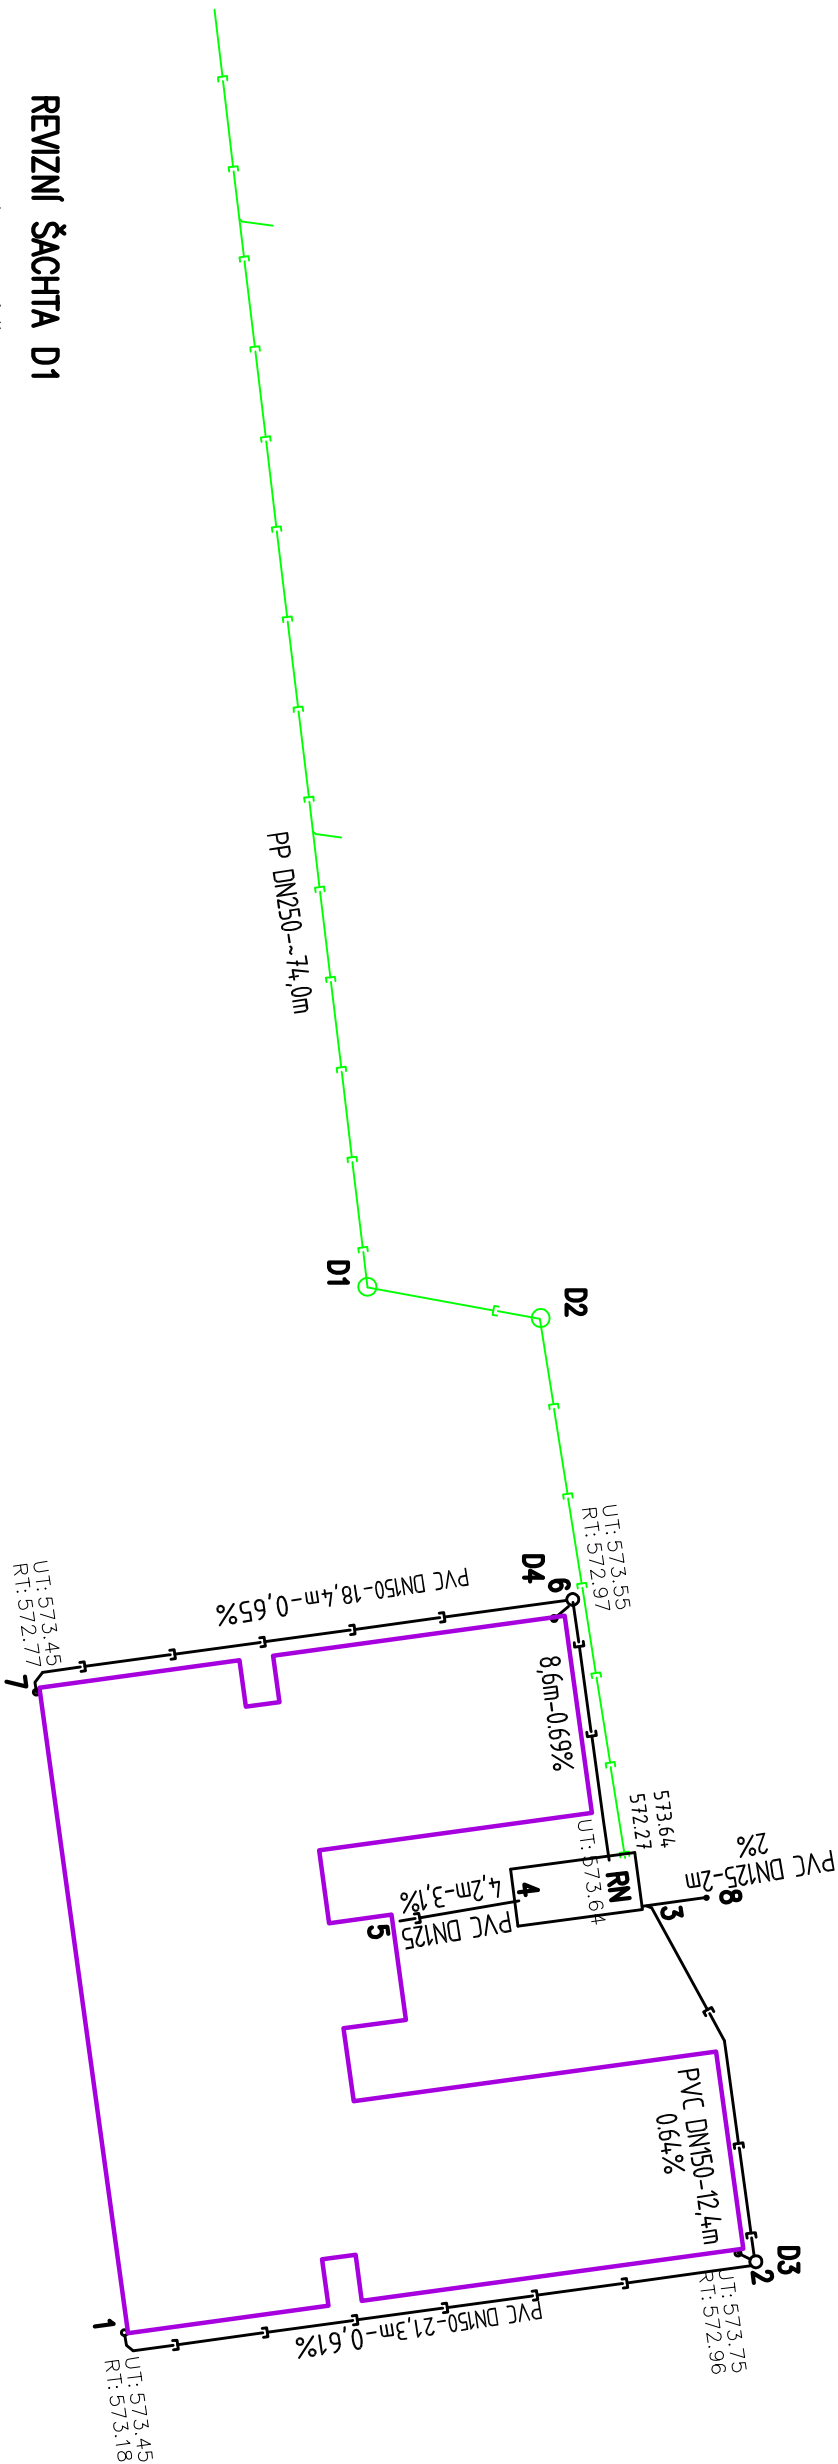 REVIZNÍ ŠACHTA D1
PP DN250-~74,0m
D1
D2
UT:573.55
RT:572.97
D4
6
PVC DN150-18,4m-0,65%
UT:573.45
RT:572.77
7
8,6m-0.69%
573.64
572.27
UT:573.64
RN
PVC DN125-2m
2%
8
3
4
4,2m-3,1%
PVC DN125
5
PVC DN150-12,4m
0.64%
D3
2
UT:573.75
RT:572.96
PVC DN150-21,3m-0,61%
1
UT:573.45
RT:573.18